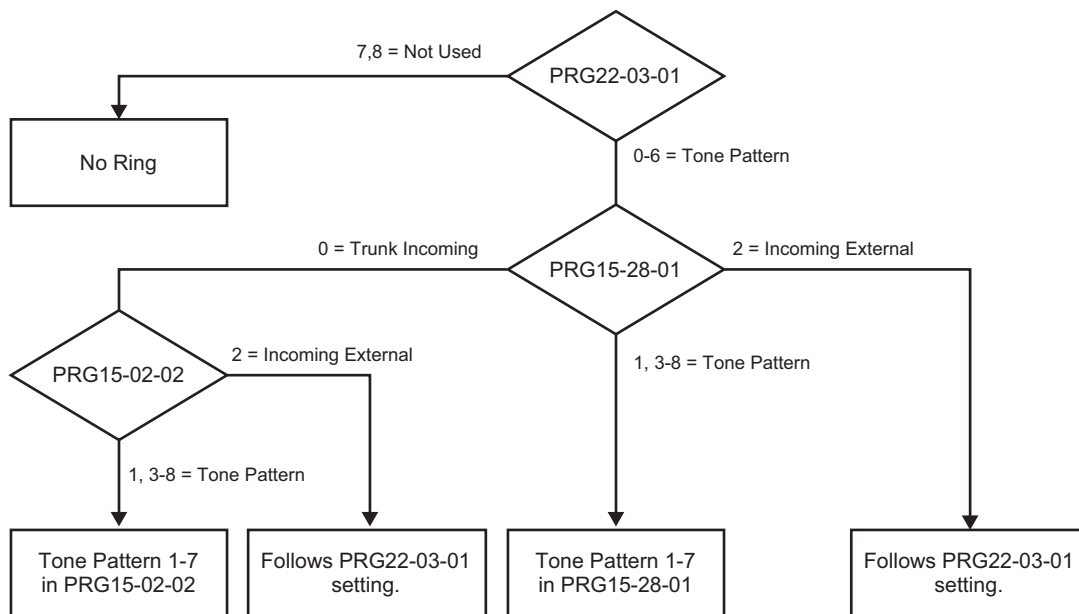 7,8 = Not Used
PRG22-03-01
No Ring
0-6 = Tone Pattern
0 = Trunk Incoming
2 = Incoming External
PRG15-28-01
2 = Incoming External
PRG15-02-02
1, 3-8 = Tone Pattern
1, 3-8 = Tone Pattern
Tone Pattern 1-7
in PRG15-02-02
Follows PRG22-03-01
setting.
Tone Pattern 1-7
in PRG15-28-01
Follows PRG22-03-01
setting.